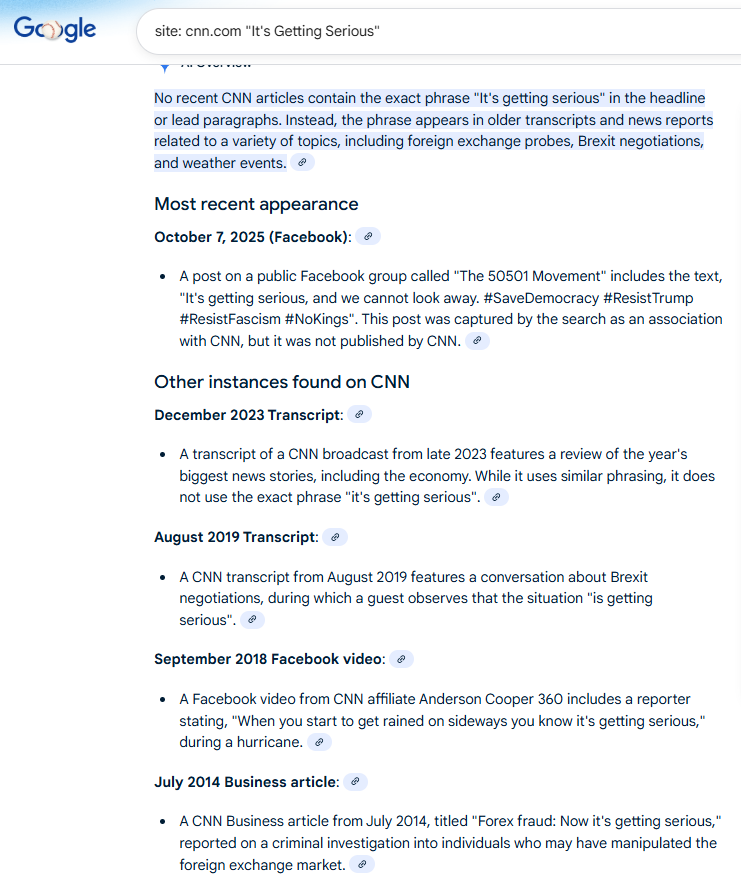 Google
site: cnn.com "It's Getting Serious"
AI Overview
No recent CNN articles contain the exact phrase "It's getting serious" in the headline
or lead paragraphs. Instead, the phrase appears in older transcripts and news reports
related to a variety of topics, including foreign exchange probes, Brexit negotiations,
and weather events.
Most recent appearance
October 7, 2025 (Facebook):
A post on a public Facebook group called "The 50501 Movement" includes the text,
"It's getting serious, and we cannot look away. #SaveDemocracy #ResistTrump
#ResistFascism #NoKings". This post was captured by the search as an association
with CNN, but it was not published by CNN.
Other instances found on CNN
December 2023 Transcript:
A transcript of a CNN broadcast from late 2023 features a review of the year's
biggest news stories, including the economy. While it uses similar phrasing, it does
not use the exact phrase "it's getting serious".
August 2019 Transcript:
A CNN transcript from August 2019 features a conversation about Brexit
negotiations, during which a guest observes that the situation "is getting
serious".
September 2018 Facebook video:
A Facebook video from CNN affiliate Anderson Cooper 360 includes a reporter
stating, "When you start to get rained on sideways you know it's getting serious,"
during a hurricane.
July 2014 Business article:
A CNN Business article from July 2014, titled "Forex fraud: Now it's getting serious,"
reported on a criminal investigation into individuals who may have manipulated the
foreign exchange market.